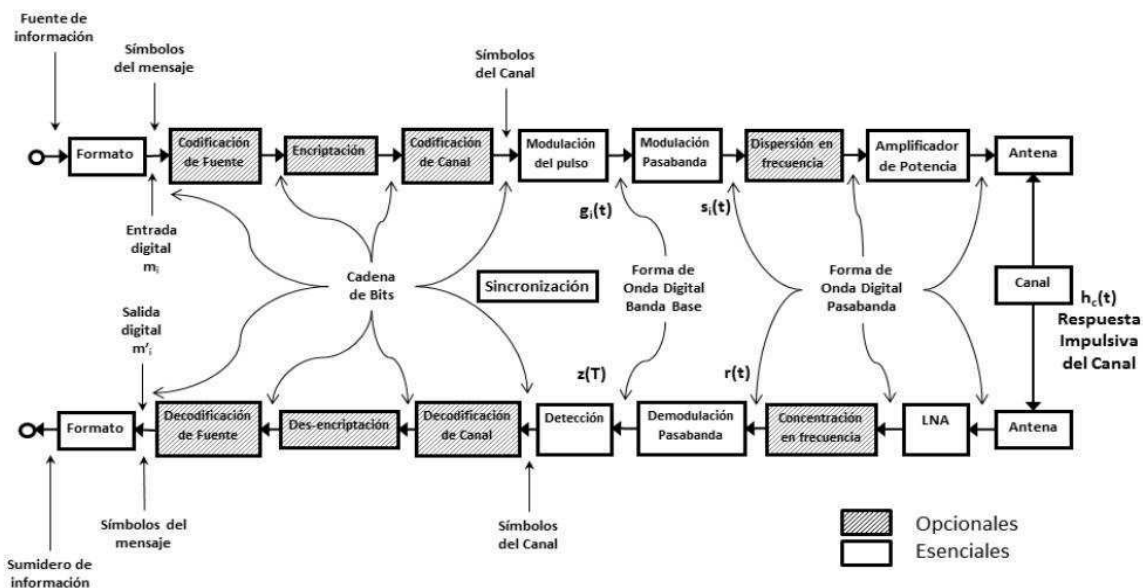 Fuente de
información
Símbolos
del mensaje
Símbolos
del Canal
Formato
Codificación
de Fuente
Encriptación
Codificación
de Canal
Modulación
del pulso
Modulación
Pasabanda
Dispersión en
frecuencia
Amplificador
de Potencia
Antena
gᵢ(t)
sᵢ(t)
Entrada
digital
mᵢ
Cadena
de Bits
Sincronización
Forma de
Onda Digital
Banda Base
Forma de
Onda Digital
Pasabanda
Canal
h꜀(t)
Respuesta
Impulsiva
del Canal
Salida
digital
m'ᵢ
z(T)
r(t)
Formato
Decodificación
de Fuente
Des-encriptación
Decodificación
de Canal
Detección
Demodulación
Pasabanda
Concentración
en frecuencia
LNA
Antena
Símbolos del
mensaje
Símbolos
del Canal
Sumidero de
información
Opcionales
Esenciales